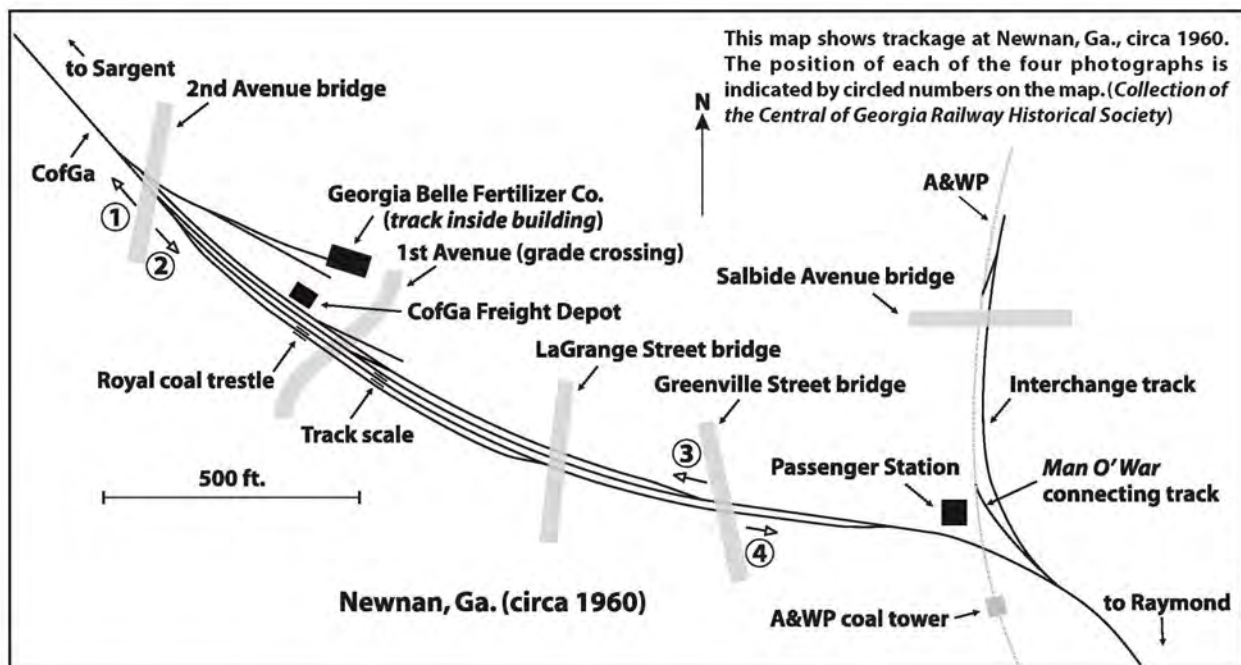 This map shows trackage at Newnan, Ga., circa 1960.
The position of each of the four photographs is
indicated by circled numbers on the map. (Collection of
the Central of Georgia Railway Historical Society)
to Sargent
2nd Avenue bridge
N
CofGa
A&WP
Georgia Belle Fertilizer Co.
(track inside building)
1
1st Avenue (grade crossing)
2
Salbide Avenue bridge
CofGa Freight Depot
LaGrange Street bridge
Royal coal trestle
Greenville Street bridge
Interchange track
Track scale
3
Passenger Station
Man O' War
connecting track
500 ft.
4
Newnan, Ga. (circa 1960)
to Raymond
A&WP coal tower